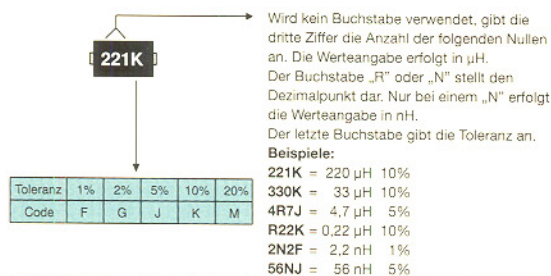 Wird kein Buchstabe verwendet, gibt die
dritte Ziffer die Anzahl der folgenden Nullen
an. Die Werteangabe erfolgt in µH.
Der Buchstabe „R" oder „N" stellt den
Dezimalpunkt dar. Nur bei einem „N" erfolgt
die Werteangabe in nH.
Der letzte Buchstabe gibt die Toleranz an.
221K
Beispiele:
221K = 220 µH 10%
330K = 33 µH 10%
4R7J = 4,7 µH 5%
R22K = 0,22 µH 10%
2N2F = 2,2 nH 1%
56NJ = 56 nH 5%
Toleranz 1% 2% 5% 10% 20%
Code F G J K M